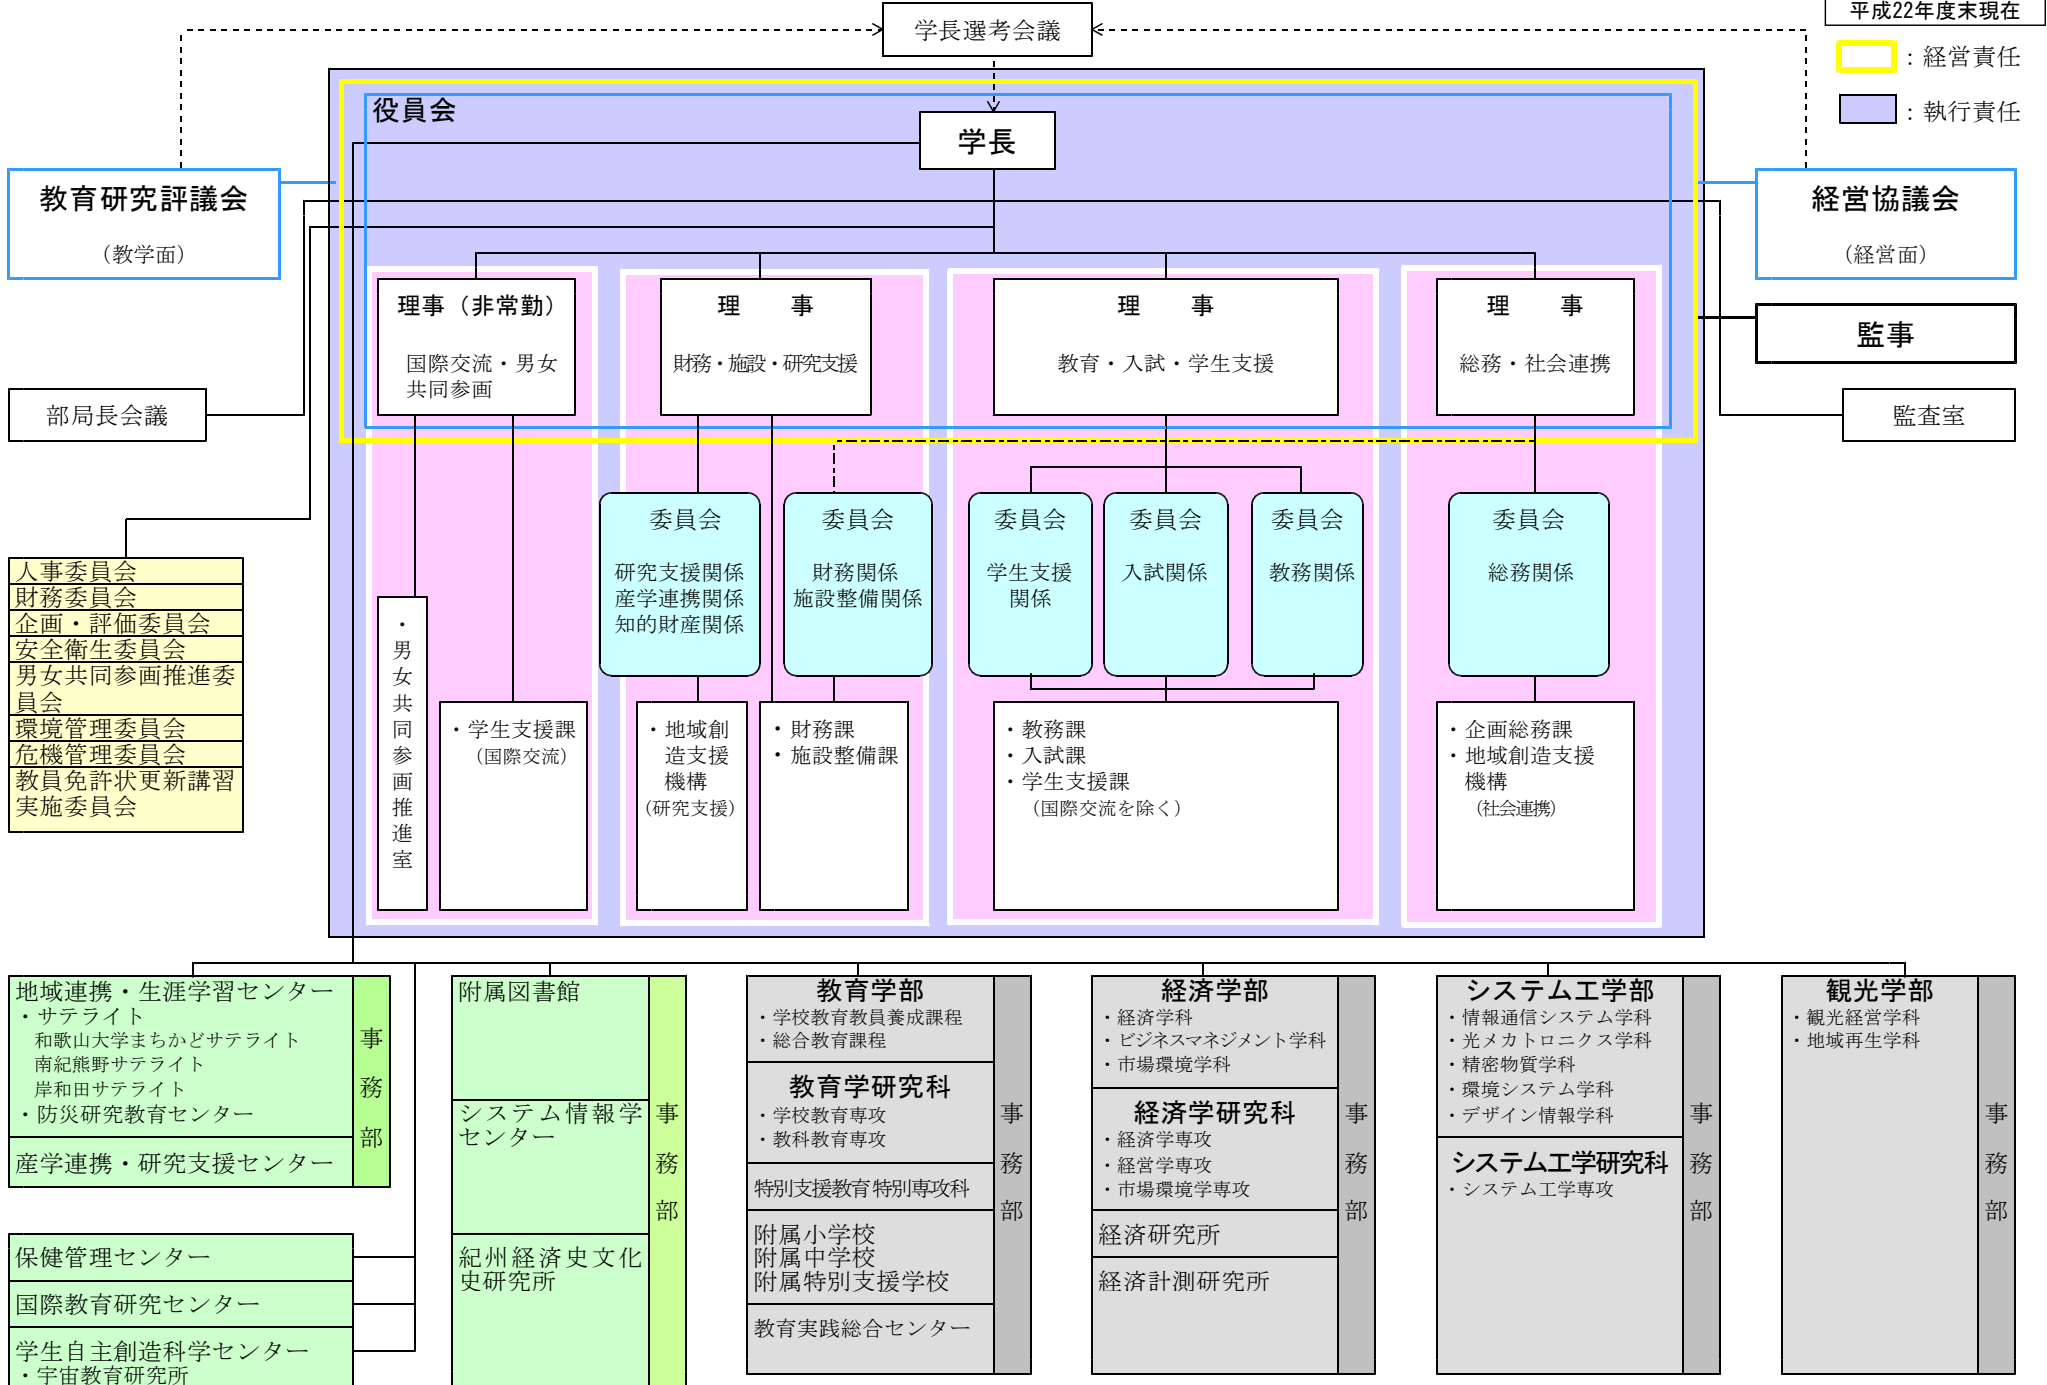 平成22年度末現在
学長選考会議
：経営責任
：執行責任
役員会
学長
教育研究評議会
（教学面）
経営協議会
（経営面）
監事
監査室
部局長会議
理事（非常勤）
国際交流・男女
共同参画
理　事
財務・施設・研究支援
理　事
教育・入試・学生支援
理　事
総務・社会連携
委員会
研究支援関係
産学連携関係
知的財産関係
委員会
財務関係
施設整備関係
委員会
学生支援
関係
委員会
入試関係
委員会
教務関係
委員会
総務関係
人事委員会
財務委員会
企画・評価委員会
安全衛生委員会
男女共同参画推進委
員会
環境管理委員会
危機管理委員会
教員免許状更新講習
実施委員会
・男女共同参画推進室
・学生支援課
（国際交流）
・地域創
造支援
機構
（研究支援）
・財務課
・施設整備課
・教務課
・入試課
・学生支援課
（国際交流を除く）
・企画総務課
・地域創造支援
機構
（社会連携）
地域連携・生涯学習センター
・サテライト
和歌山大学まちかどサテライト
南紀熊野サテライト
岸和田サテライト
・防災研究教育センター
産学連携・研究支援センター
事務部
保健管理センター
国際教育研究センター
学生自主創造科学センター
・宇宙教育研究所
附属図書館
システム情報学
センター
紀州経済史文化
史研究所
事務部
教育学部
・学校教育教員養成課程
・総合教育課程
教育学研究科
・学校教育専攻
・教科教育専攻
特別支援教育特別専攻科
附属小学校
附属中学校
附属特別支援学校
教育実践総合センター
事務部
経済学部
・経済学科
・ビジネスマネジメント学科
・市場環境学科
経済学研究科
・経済学専攻
・経営学専攻
・市場環境学専攻
経済研究所
経済計測研究所
事務部
システム工学部
・情報通信システム学科
・光メカトロニクス学科
・精密物質学科
・環境システム学科
・デザイン情報学科
システム工学研究科
・システム工学専攻
事務部
観光学部
・観光経営学科
・地域再生学科
事務部